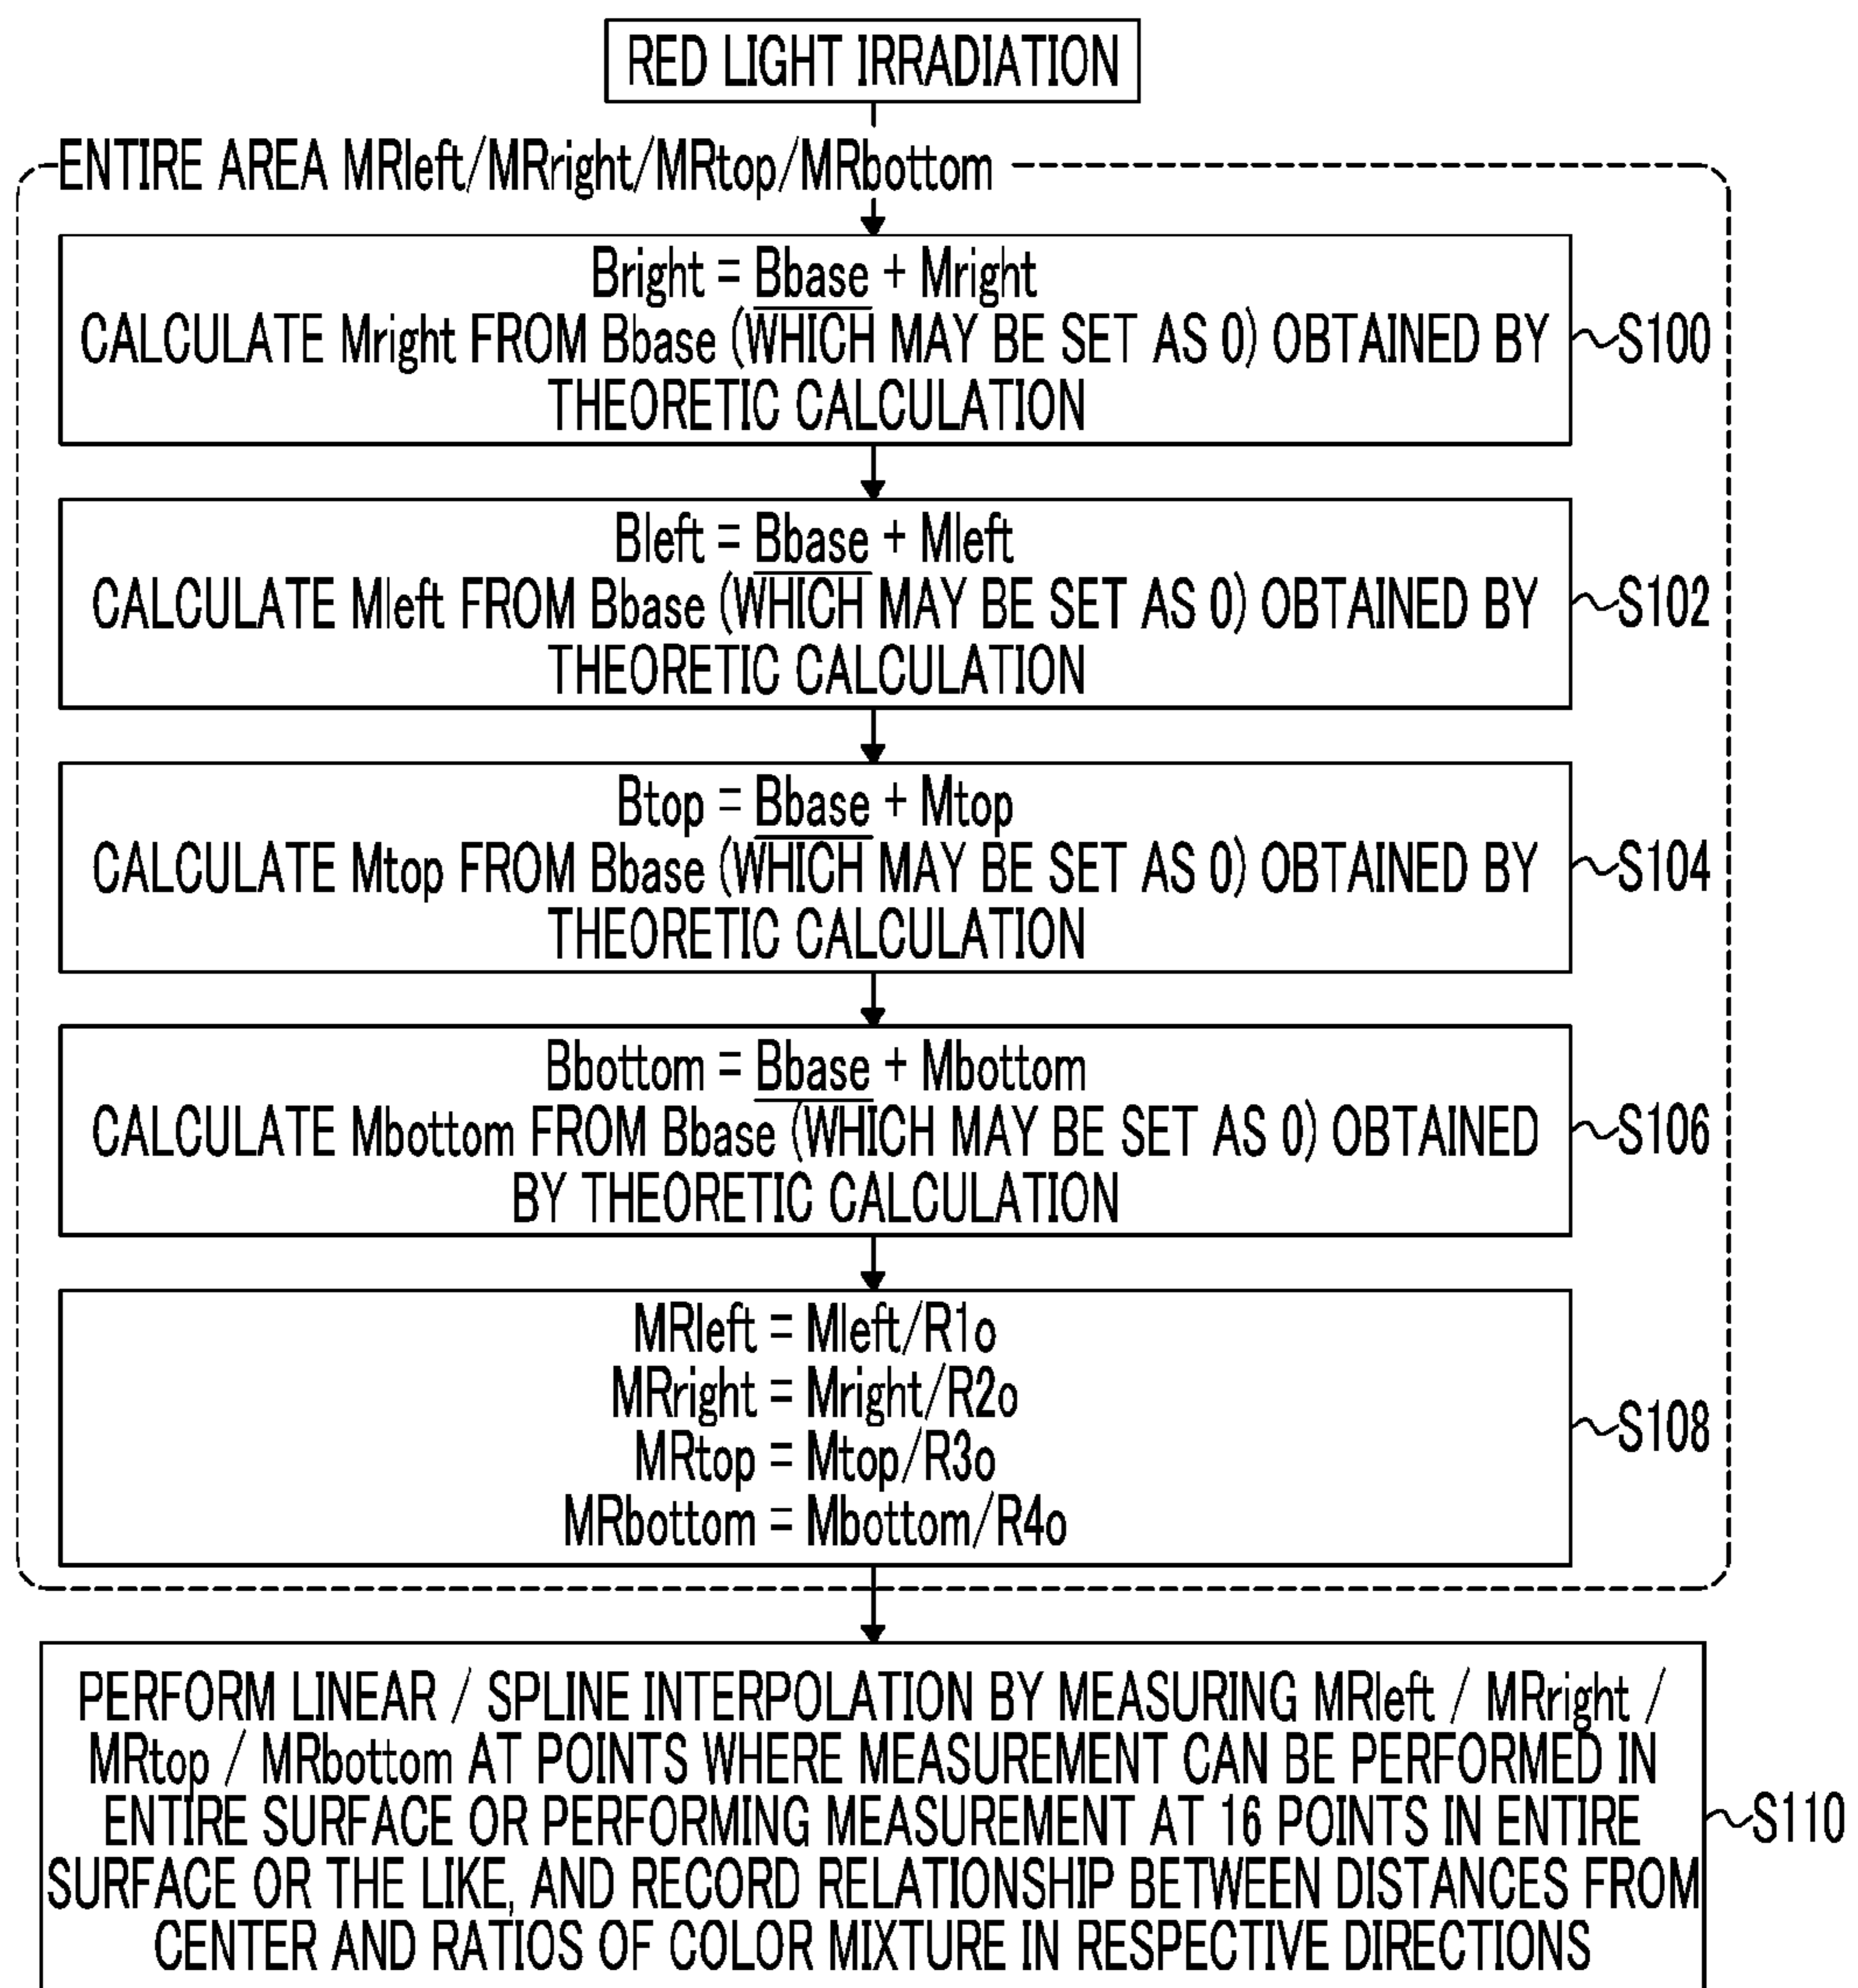 RED LIGHT IRRADIATION
ENTIRE AREA MRleft/MRright/MRtop/MRbottom
Bright = Bbase + Mright
CALCULATE Mright FROM Bbase (WHICH MAY BE SET AS 0) OBTAINED BY
THEORETIC CALCULATION
S100
Bleft = Bbase + Mleft
CALCULATE Mleft FROM Bbase (WHICH MAY BE SET AS 0) OBTAINED BY
THEORETIC CALCULATION
S102
Btop = Bbase + Mtop
CALCULATE Mtop FROM Bbase (WHICH MAY BE SET AS 0) OBTAINED BY
THEORETIC CALCULATION
S104
Bbottom = Bbase + Mbottom
CALCULATE Mbottom FROM Bbase (WHICH MAY BE SET AS 0) OBTAINED
BY THEORETIC CALCULATION
S106
MRleft = Mleft/R1o
MRright = Mright/R2o
MRtop = Mtop/R3o
MRbottom = Mbottom/R4o
S108
PERFORM LINEAR / SPLINE INTERPOLATION BY MEASURING MRleft / MRright /
MRtop / MRbottom AT POINTS WHERE MEASUREMENT CAN BE PERFORMED IN
ENTIRE SURFACE OR PERFORMING MEASUREMENT AT 16 POINTS IN ENTIRE
SURFACE OR THE LIKE, AND RECORD RELATIONSHIP BETWEEN DISTANCES FROM
CENTER AND RATIOS OF COLOR MIXTURE IN RESPECTIVE DIRECTIONS
S110